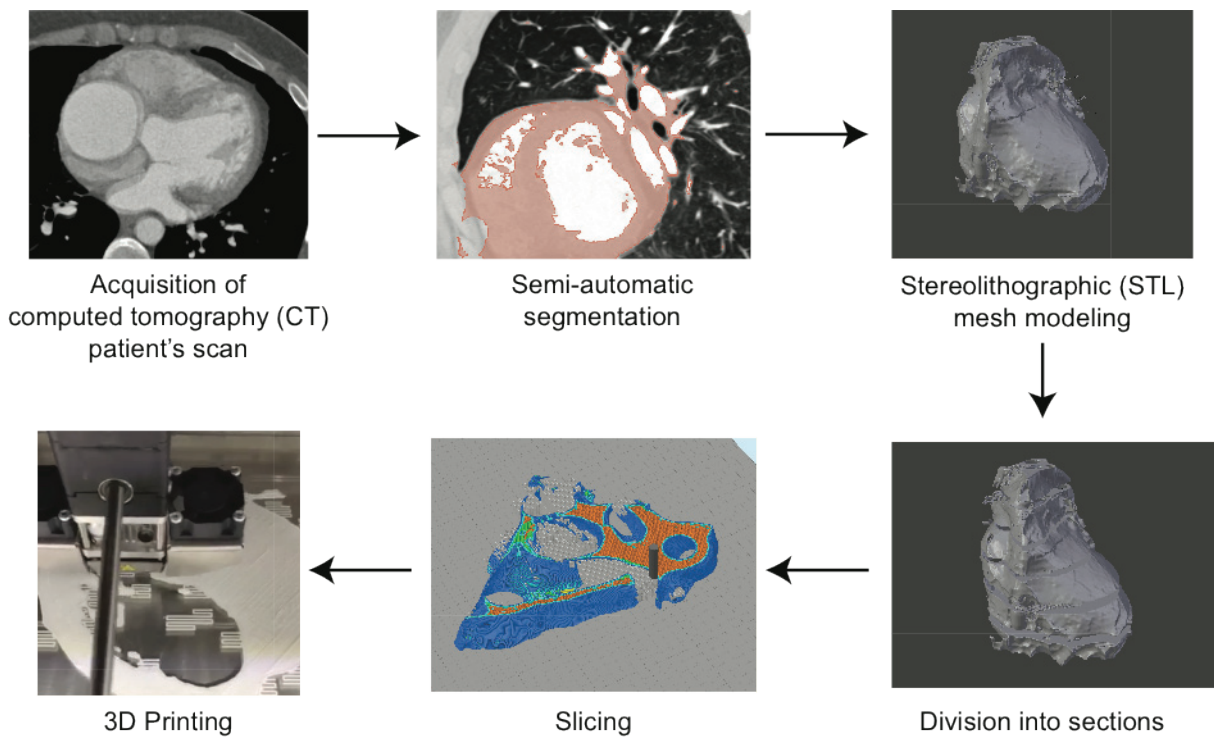 Acquisition of
computed tomography (CT)
patient's scan
Semi-automatic
segmentation
Stereolithographic (STL)
mesh modeling
3D Printing
Slicing
Division into sections